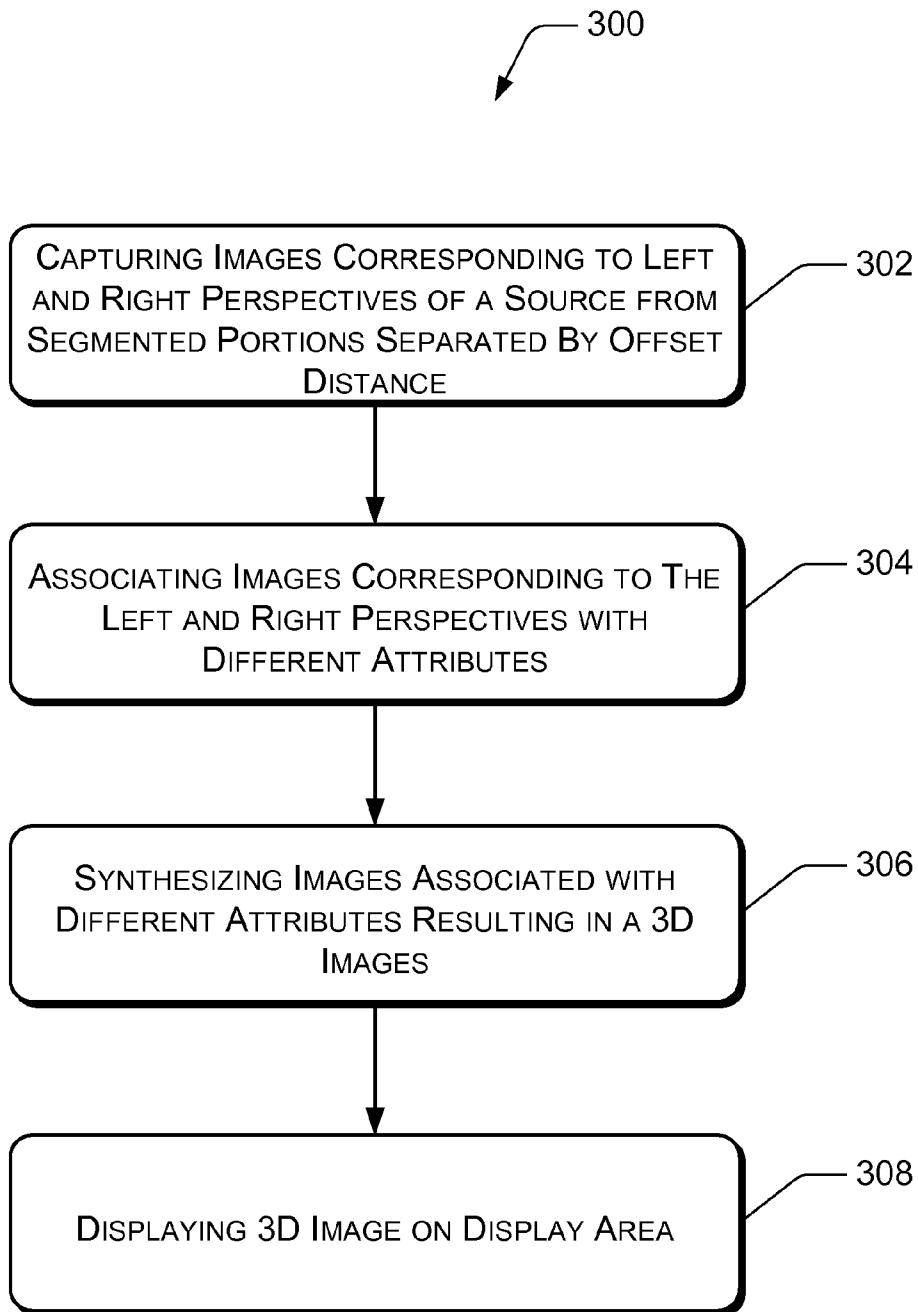 300
CAPTURING IMAGES CORRESPONDING TO LEFT
AND RIGHT PERSPECTIVES OF A SOURCE FROM
SEGMENTED PORTIONS SEPARATED BY OFFSET
DISTANCE
302
ASSOCIATING IMAGES CORRESPONDING TO THE
LEFT AND RIGHT PERSPECTIVES WITH
DIFFERENT ATTRIBUTES
304
SYNTHESIZING IMAGES ASSOCIATED WITH
DIFFERENT ATTRIBUTES RESULTING IN A 3D
IMAGES
306
DISPLAYING 3D IMAGE ON DISPLAY AREA
308